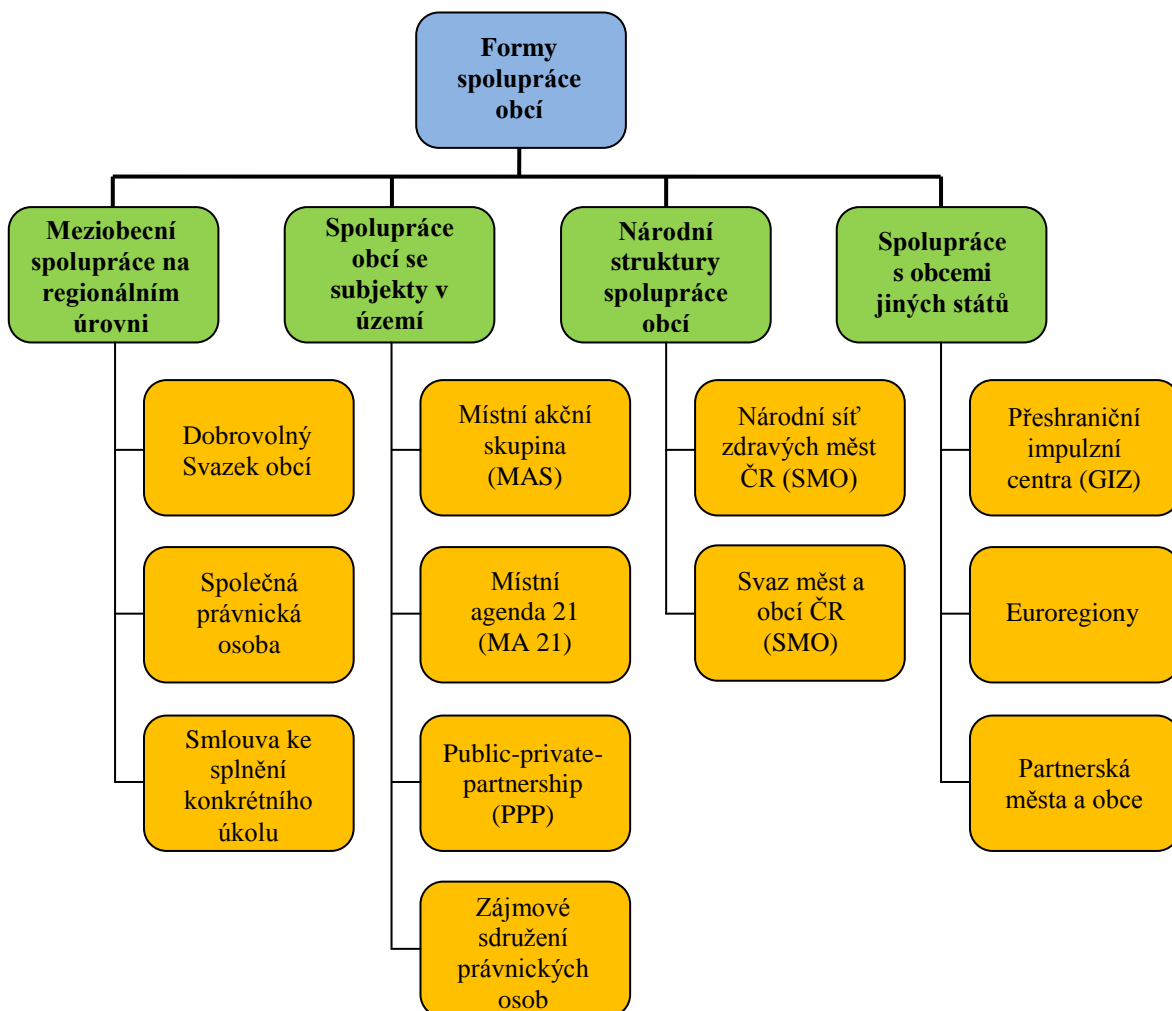 Formy
spolupráce
obcí
Meziobecní
spolupráce na
regionálním
úrovni
Spolupráce
obcí se
subjekty v
území
Národní
struktury
spolupráce
obcí
Spolupráce
s obcemi
jiných států
Dobrovolný
Svazek obcí
Společná
právnická
osoba
Smlouva ke
splnění
konkrétního
úkolu
Místní akční
skupina
(MAS)
Místní
agenda 21
(MA 21)
Public-private-
partnership
(PPP)
Zájmové
sdružení
právnických
osob
Národní síť
zdravých měst
ČR (SMO)
Svaz měst a
obcí ČR
(SMO)
Přeshraniční
impulzní
centra (GIZ)
Euroregiony
Partnerská
města a obce